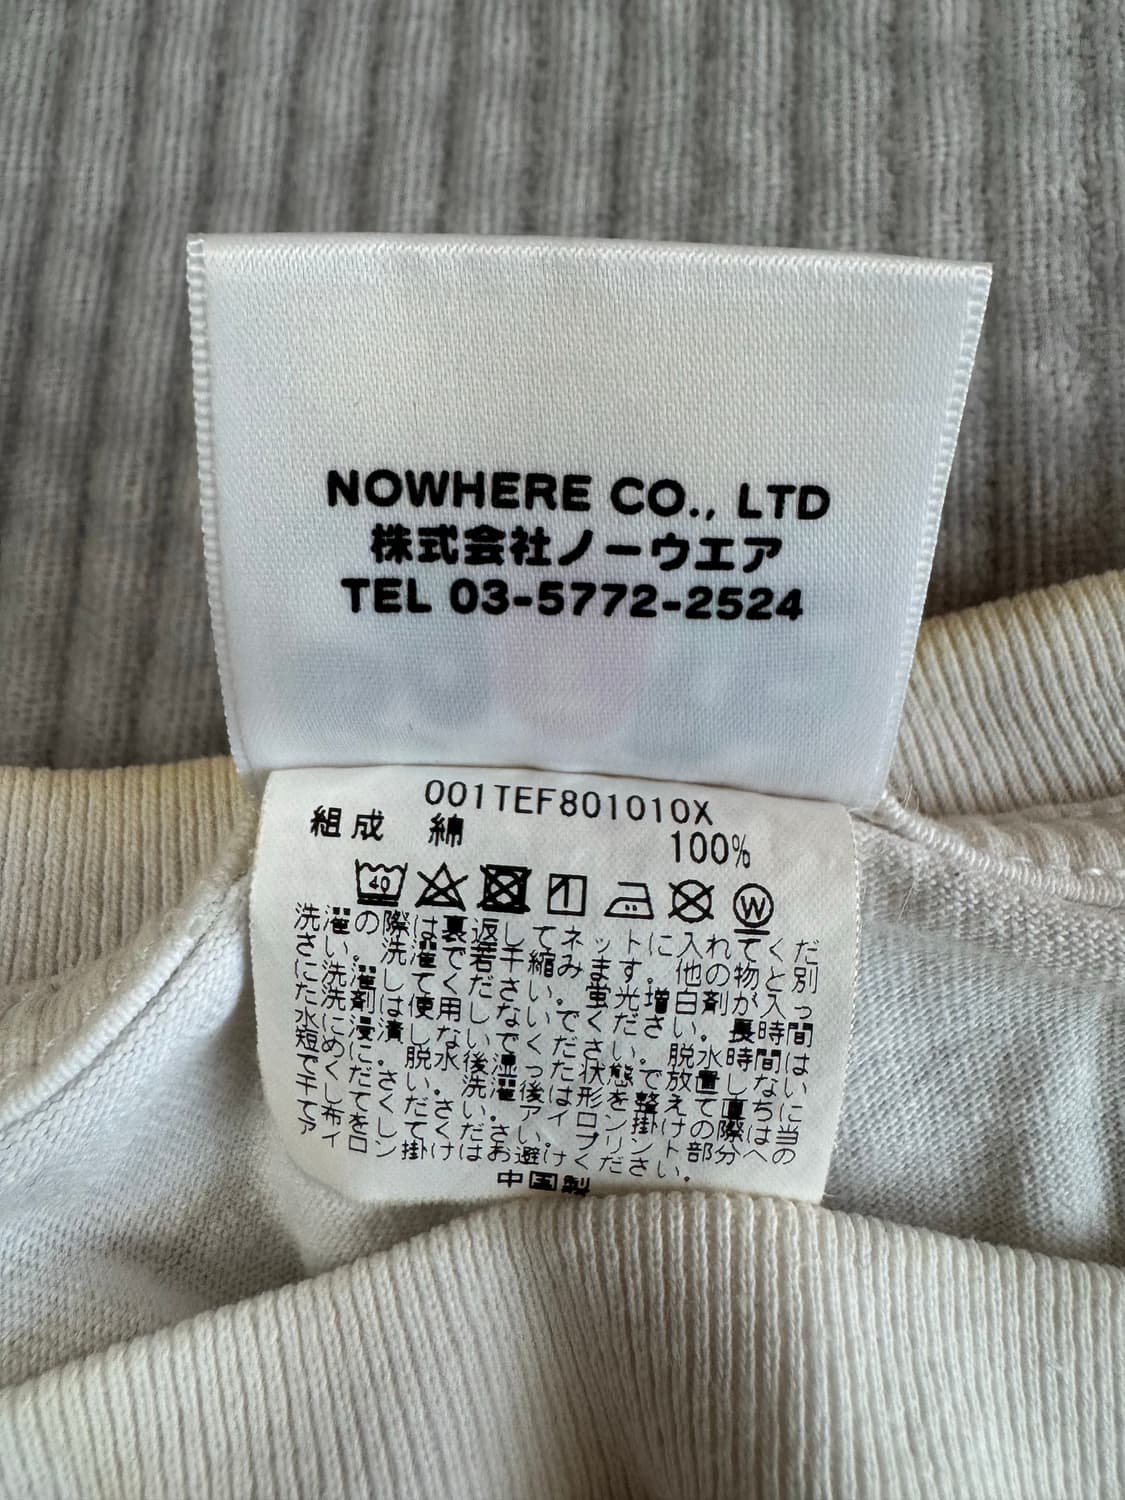 NOWHERE CO., LTD
株式会社ノーウエア
TEL 03-5772-2524
001TEF801010X
組成 綿 100%
40
W
洗濯の際は裏返してネットに入れてくだ
さい。洗濯で若干縮みます。他の物と別
に洗濯してください。蛍光増白剤が入っ
た洗剤は使用しないでください。長時間
水に浸漬しないでください。脱水時間は
短めに。脱水後湿った状態で放置しない
でください。洗濯後は形を整えて直ちに
干してください。アイロン掛けの際は当
て布をしてください。プリント部分への
アイロン掛けはお避けください。
中国製